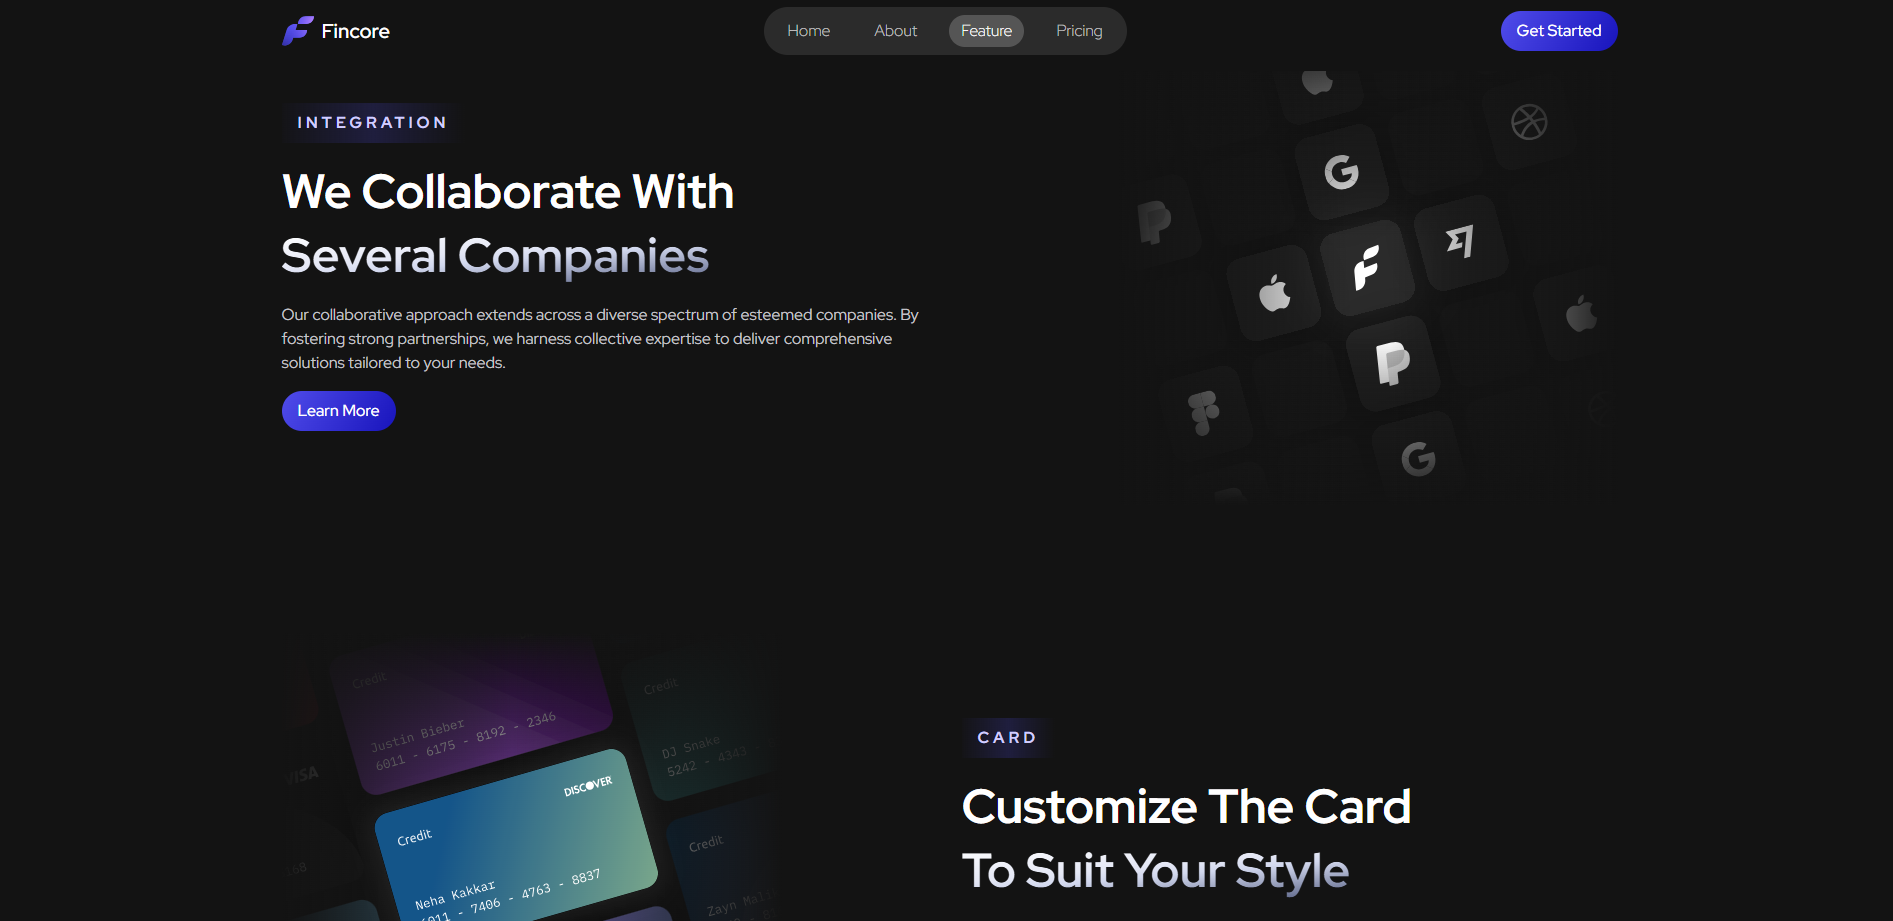 Fincore
Home
About
Feature
Pricing
Get Started
INTEGRATION
We Collaborate With
Several Companies
Our collaborative approach extends across a diverse spectrum of esteemed companies. By
fostering strong partnerships, we harness collective expertise to deliver comprehensive
solutions tailored to your needs.
Learn More
Credit
Justin Bieber
6011 - 6175 - 8192 - 2346
Credit
DJ Snake
5242 - 4343
VISA
DISCOVER
Credit
Neha Kakkar
6011 - 7406 - 4763 - 8837
Credit
Zayn
CARD
Customize The Card
To Suit Your Style